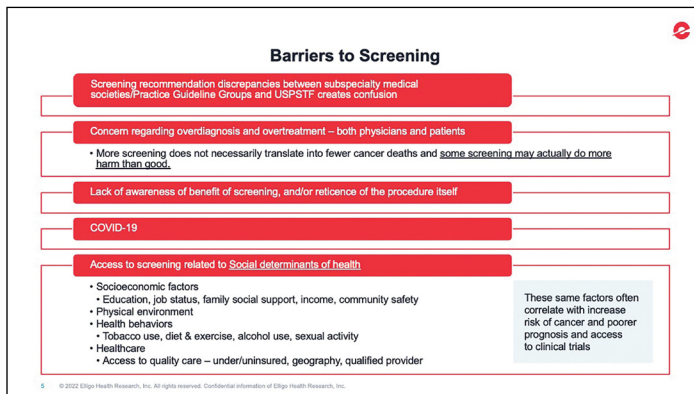 Barriers to Screening
Screening recommendation discrepancies between subspecialty medical
societies/Practice Guideline Groups and USPSTF creates confusion
Concern regarding overdiagnosis and overtreatment – both physicians and patients
• More screening does not necessarily translate into fewer cancer deaths and some screening may actually do more
harm than good.
Lack of awareness of benefit of screening, and/or reticence of the procedure itself
COVID-19
Access to screening related to Social determinants of health
• Socioeconomic factors
• Education, job status, family social support, income, community safety
• Physical environment
• Health behaviors
• Tobacco use, diet & exercise, alcohol use, sexual activity
• Healthcare
• Access to quality care – under/uninsured, geography, qualified provider
These same factors often
correlate with increase
risk of cancer and poorer
prognosis and access
to clinical trials
5 © 2022 Elligo Health Research, Inc. All rights reserved. Confidential information of Elligo Health Research, Inc.